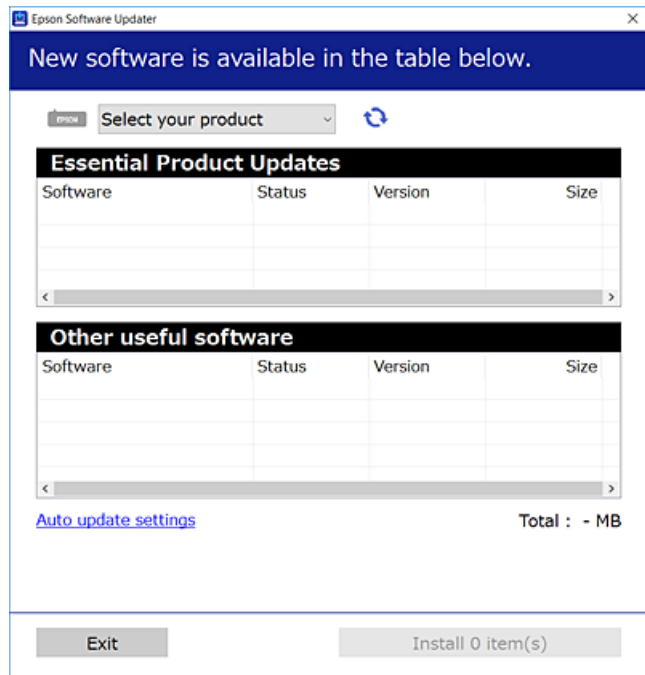 Epson Software Updater
New software is available in the table below.
EPSON Select your product
Essential Product Updates
Software Status Version Size
Other useful software
Software Status Version Size
Auto update settings Total : - MB
Exit Install 0 item(s)